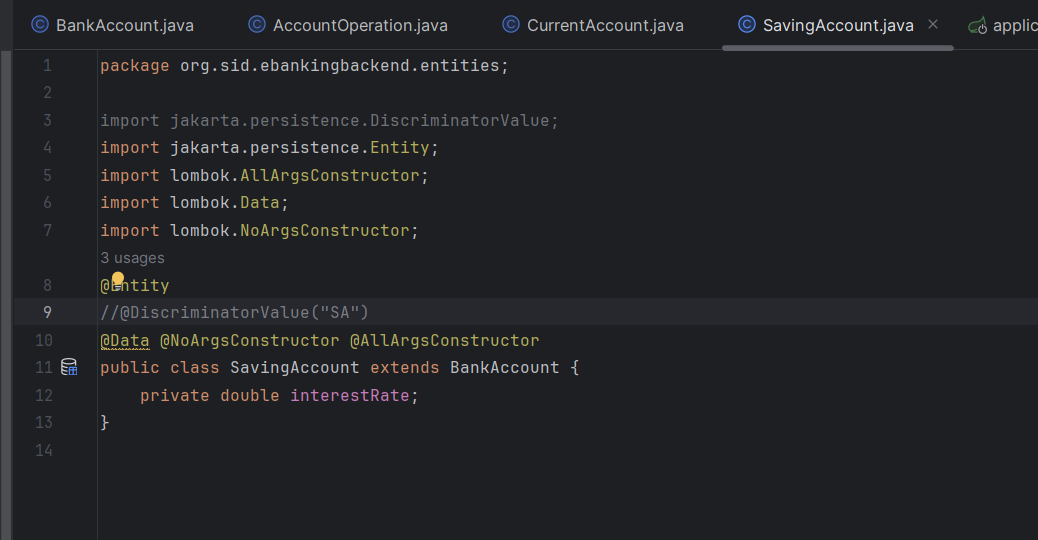 BankAccount.java AccountOperation.java CurrentAccount.java SavingAccount.java applic
1 package org.sid.ebankingbackend.entities;
2
3 import jakarta.persistence.DiscriminatorValue;
4 import jakarta.persistence.Entity;
5 import lombok.AllArgsConstructor;
6 import lombok.Data;
7 import lombok.NoArgsConstructor;
3 usages
8 @Entity
9 //@DiscriminatorValue("SA")
10 @Data @NoArgsConstructor @AllArgsConstructor
11 public class SavingAccount extends BankAccount {
12 private double interestRate;
13 }
14